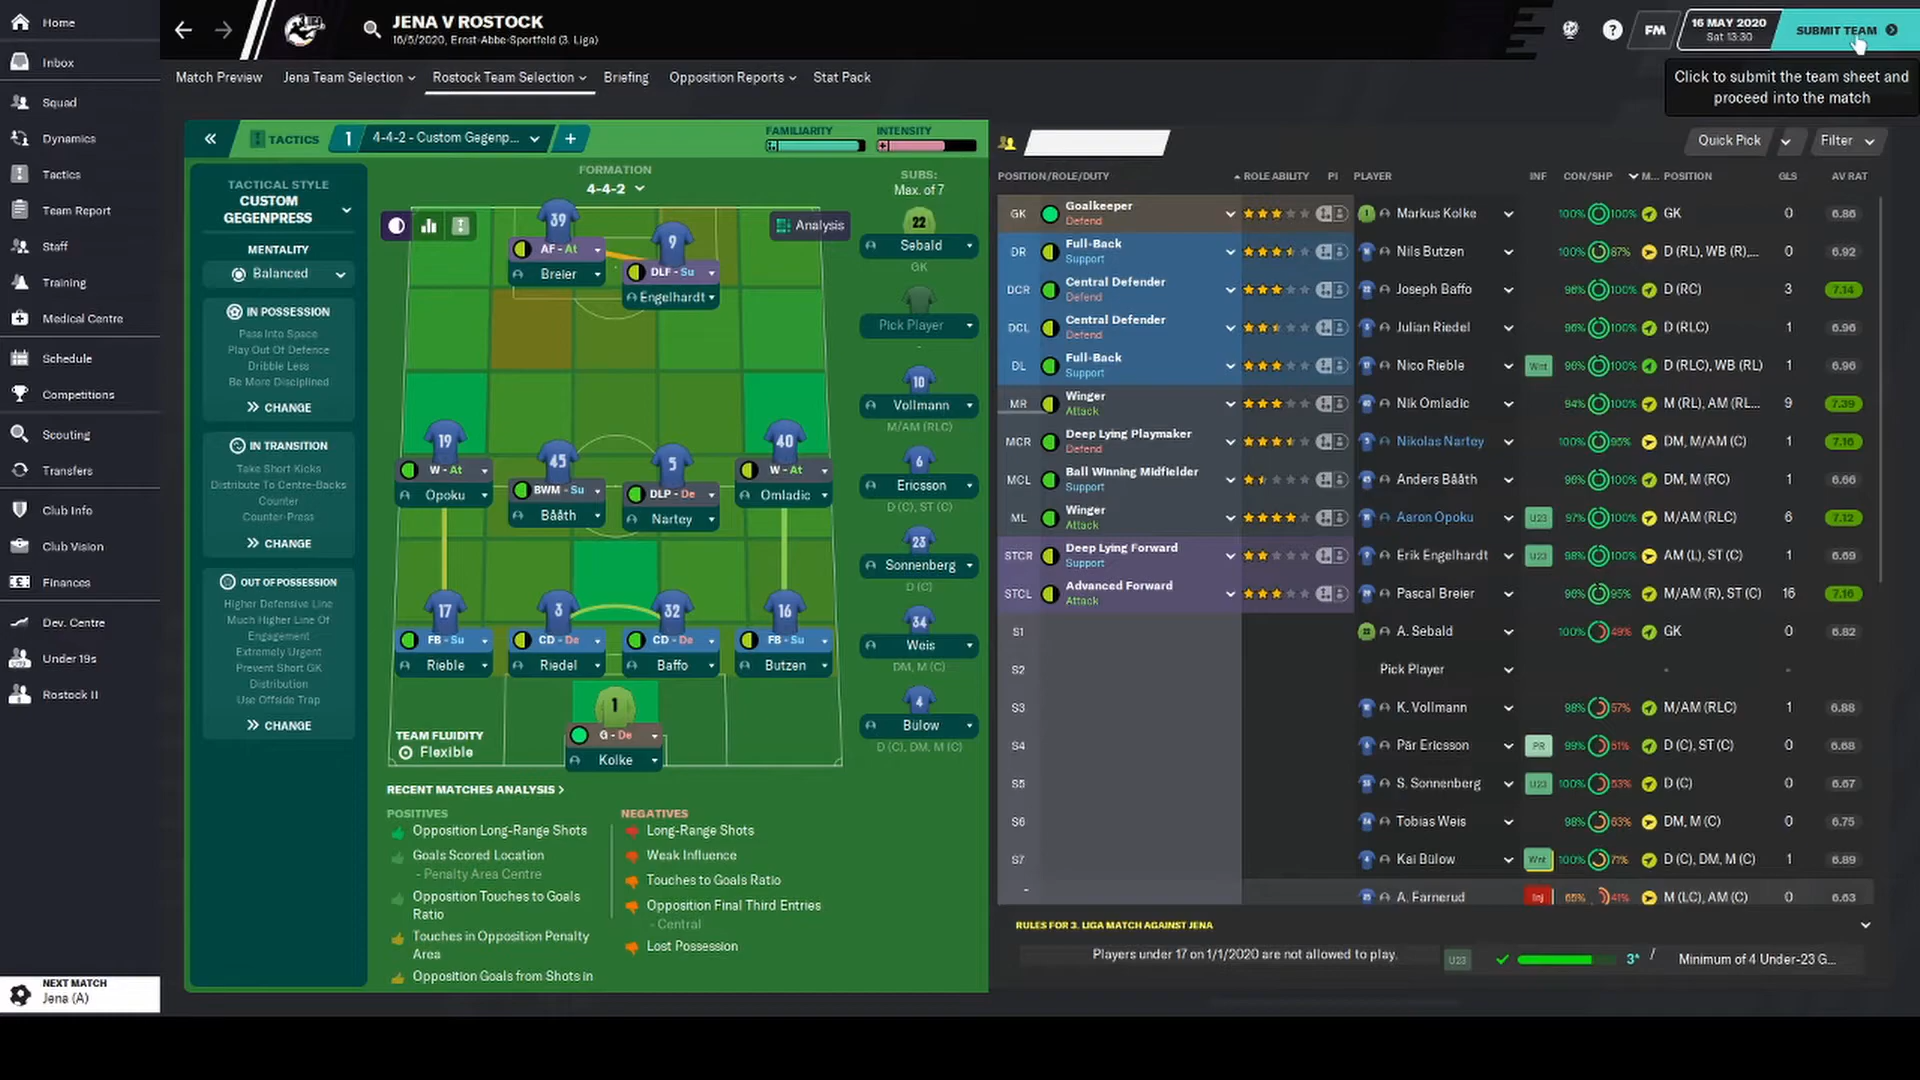 Home
Inbox
Squad
Dynamics
Tactics
Team Report
Staff
Training
Medical Centre
Schedule
Competitions
Scouting
Transfers
Club Info
Club Vision
Finances
Dev. Centre
Under 19s
Rostock II
NEXT MATCH
Jena (A)
JENA V ROSTOCK
16/5/2020, Ernst-Abbe-Sportfeld (3. Liga)
FM
16 MAY 2020
Sat 13:30
SUBMIT TEAM
Click to submit the team sheet and
proceed into the match
Match Preview Jena Team Selection Rostock Team Selection Briefing Opposition Reports Stat Pack
TACTICS 1 4-4-2 - Custom Gegenp... +
FAMILIARITY
INTENSITY
TACTICAL STYLE
CUSTOM
GEGENPRESS
MENTALITY
Balanced
IN POSSESSION
Pass Into Space
Play Out Of Defence
Dribble Less
Be More Disciplined
CHANGE
IN TRANSITION
Take Short Kicks
Distribute To Centre-Backs
Counter
Counter-Press
CHANGE
OUT OF POSSESSION
Higher Defensive Line
Much Higher Line Of
Engagement
Extremely Urgent
Prevent Short GK
Distribution
Use Offside Trap
CHANGE
FORMATION
4-4-2
Analysis
39
AF - At
Breier
9
DLF - Su
Engelhardt
19
W - At
Opoku
45
BWM - Su
Bååth
5
DLP - De
Nartey
40
W - At
Omladic
17
FB - Su
Rieble
3
CD - De
Riedel
32
CD - De
Baffo
16
FB - Su
Butzen
1
G - De
Kolke
TEAM FLUIDITY
Flexible
SUBS:
Max. of 7
22
Sebald
GK
Pick Player
-
10
Vollmann
M/AM (RLC)
6
Ericsson
D (C), ST (C)
23
Sonnenberg
D (C)
34
Weis
DM, M (C)
4
Bülow
D (C), DM, M (C)
RECENT MATCHES ANALYSIS >
POSITIVES
Opposition Long-Range Shots
Goals Scored Location
- Penalty Area Centre
Opposition Touches to Goals
Ratio
Touches in Opposition Penalty
Area
Opposition Goals from Shots in
NEGATIVES
Long-Range Shots
Weak Influence
Touches to Goals Ratio
Opposition Final Third Entries
- Central
Lost Possession
Quick Pick
Filter
POSITION/ROLE/DUTY ROLE ABILITY PI PLAYER INF CON/SHP M... POSITION GLS AV RAT
GK Goalkeeper Defend Markus Kolke 100% 100% GK 0 6.86
DR Full-Back Support Nils Butzen 100% 87% D (RL), WB (R),... 0 6.92
DCR Central Defender Defend Joseph Baffo 96% 100% D (RC) 3 7.14
DCL Central Defender Defend Julian Riedel 96% 100% D (RLC) 1 6.96
DL Full-Back Support Nico Rieble Wnt 96% 100% D (RLC), WB (RL) 1 6.96
MR Winger Attack Nik Omladic 94% 100% M (RL), AM (RL... 9 7.39
MCR Deep Lying Playmaker Defend Nikolas Nartey 100% 95% DM, M/AM (C) 1 7.16
MCL Ball Winning Midfielder Support Anders Bååth 96% 100% DM, M (RC) 1 6.66
ML Winger Attack Aaron Opoku U23 97% 100% M/AM (RLC) 6 7.12
STCR Deep Lying Forward Support Erik Engelhardt U23 98% 100% AM (L), ST (C) 1 6.69
STCL Advanced Forward Attack Pascal Breier 96% 95% M/AM (R), ST (C) 16 7.16
S1 A. Sebald 100% 49% GK 0 6.82
S2 Pick Player - -
S3 K. Vollmann 98% 57% M/AM (RLC) 1 6.88
S4 Pär Ericsson PR 99% 51% D (C), ST (C) 0 6.68
S5 S. Sonnenberg U23 100% 53% D (C) 0 6.67
S6 Tobias Weis 98% 63% DM, M (C) 0 6.75
S7 Kai Bülow Wnt 100% 71% D (C), DM, M (C) 1 6.89
- A. Farnerud Inj 65% 41% M (LC), AM (C) 0 6.63
RULES FOR 3. LIGA MATCH AGAINST JENA
Players under 17 on 1/1/2020 are not allowed to play.
U23 3* / Minimum of 4 Under-23 G...